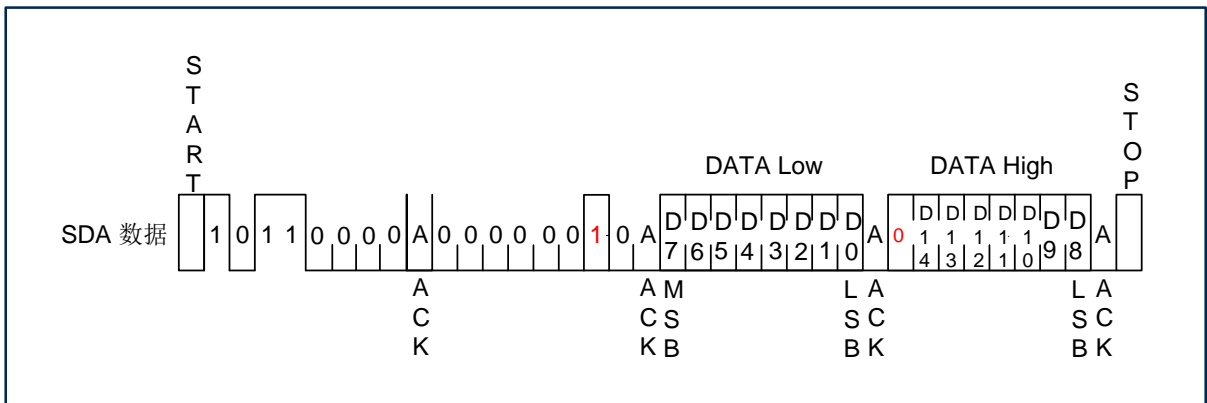 START
STOP
DATA Low DATA High
SDA 数据 1 0 1 1 0 0 0 0 A 0 0 0 0 0 0 1 0 A D7 D6 D5 D4 D3 D2 D1 D0 A 0 D14 D13 D12 D11 D10 D9 D8 A
ACK ACK MSB LSB ACK LSB ACK